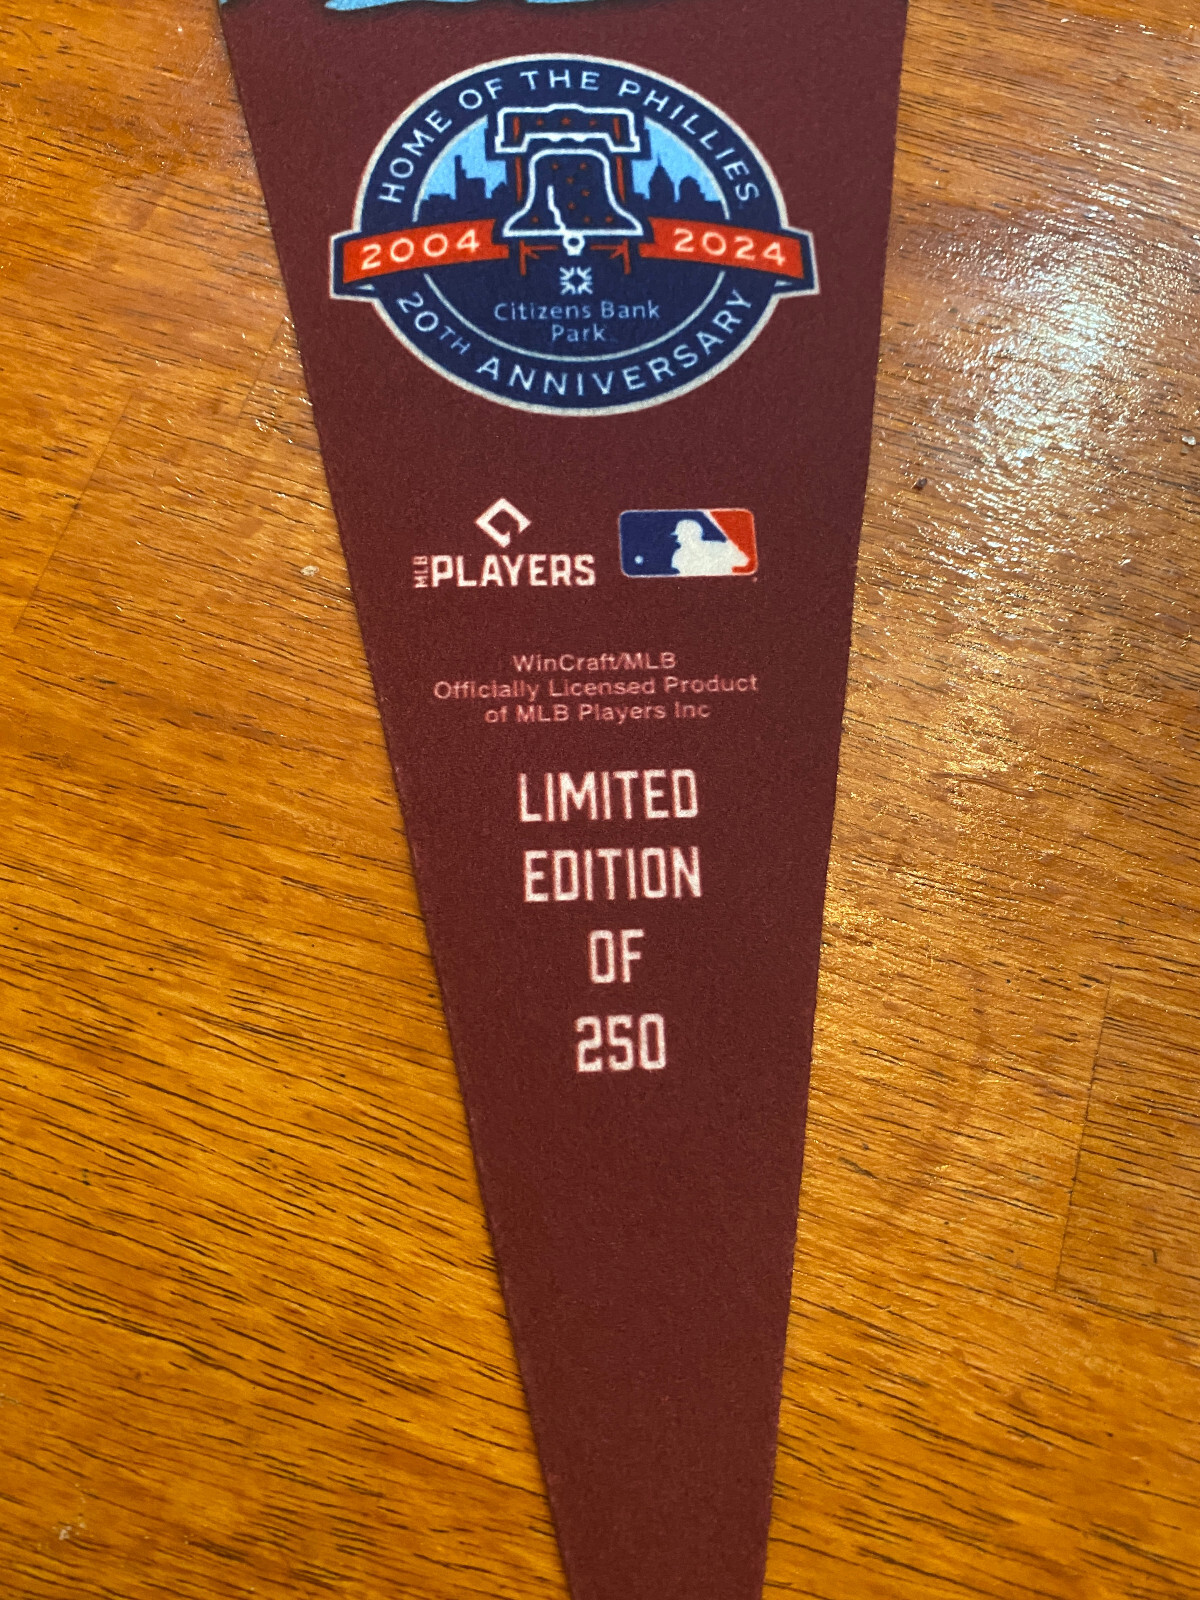 HOME OF THE PHILLIES
2004 2024
Citizens Bank
Park
20TH ANNIVERSARY
MLB PLAYERS
WinCraft/MLB
Officially Licensed Product
of MLB Players Inc
LIMITED
EDITION
OF
250